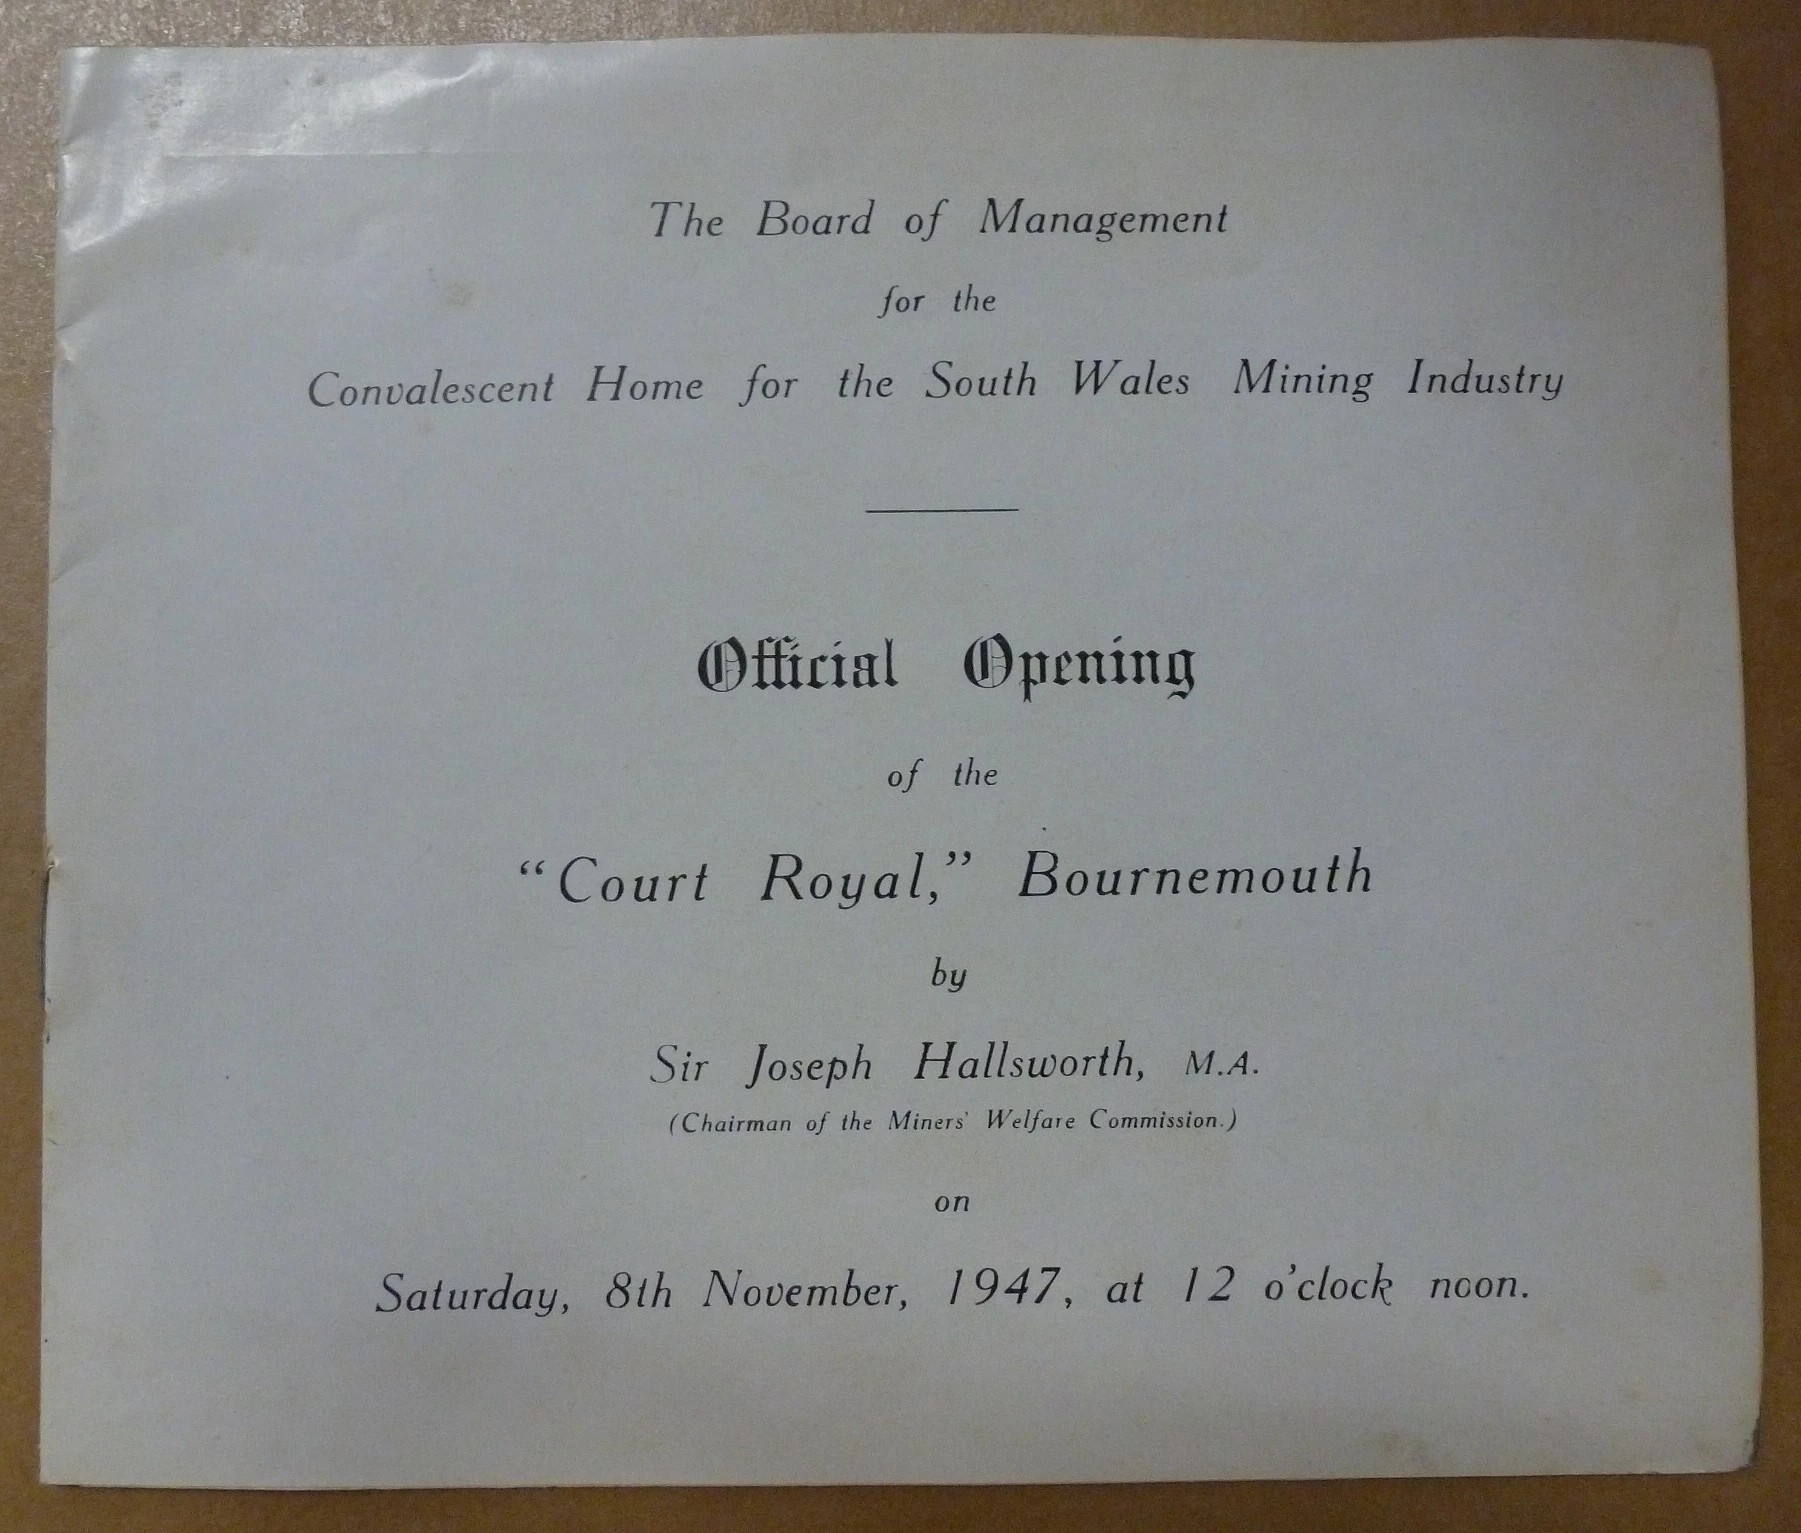 The Board of Management
for the
Convalescent Home for the South Wales Mining Industry
Official Opening
of the
“Court Royal,” Bournemouth
by
Sir Joseph Hallsworth, M.A.
(Chairman of the Miners' Welfare Commission.)
on
Saturday, 8th November, 1947, at 12 o'clock noon.